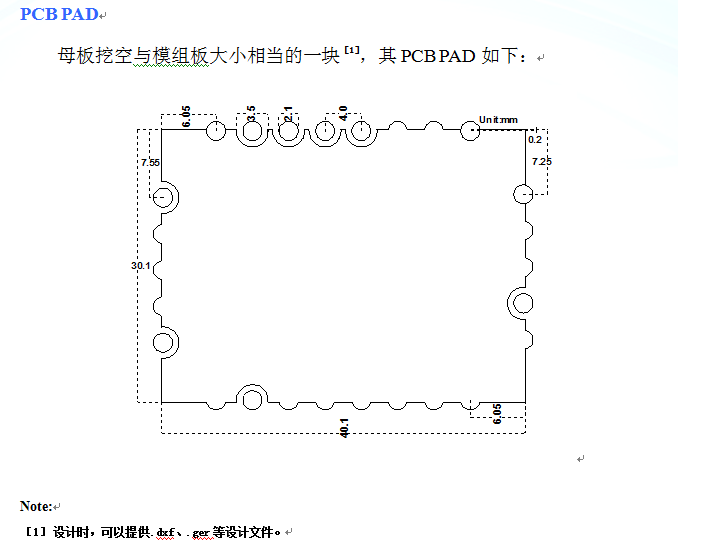 PCB PAD
母板挖空与模组板大小相当的一块 [1]，其 PCB PAD 如下：
6.05
3.5
2.1
4.0
Unit:mm
0.2
7.55
7.25
30.1
6.05
40.1
Note:
[1] 设计时，可以提供.dxf、.ger等设计文件。